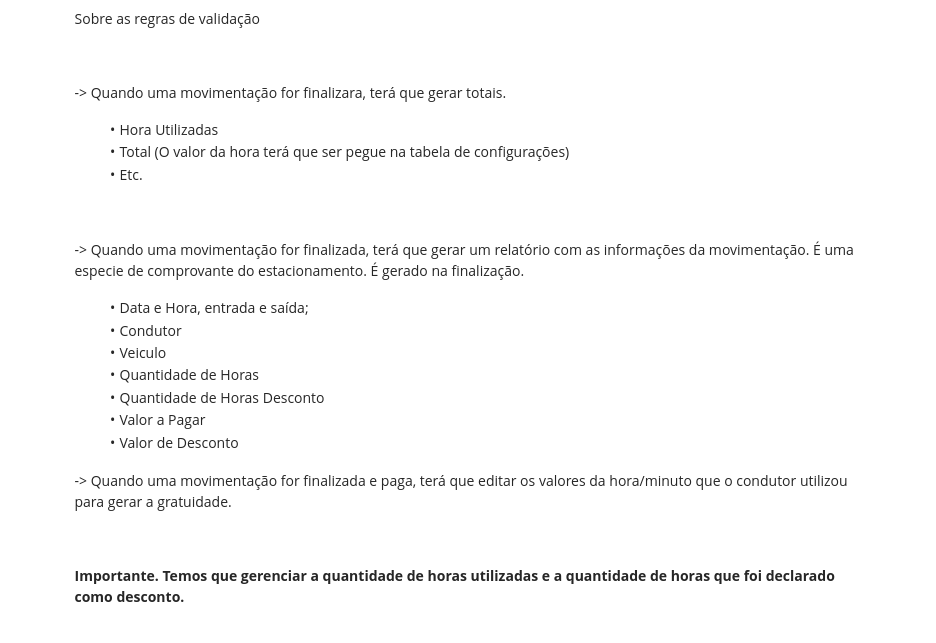 Sobre as regras de validação
-> Quando uma movimentação for finalizara, terá que gerar totais.
• Hora Utilizadas
• Total (O valor da hora terá que ser pegue na tabela de configurações)
• Etc.
-> Quando uma movimentação for finalizada, terá que gerar um relatório com as informações da movimentação. É uma
especie de comprovante do estacionamento. É gerado na finalização.
• Data e Hora, entrada e saída;
• Condutor
• Veiculo
• Quantidade de Horas
• Quantidade de Horas Desconto
• Valor a Pagar
• Valor de Desconto
-> Quando uma movimentação for finalizada e paga, terá que editar os valores da hora/minuto que o condutor utilizou
para gerar a gratuidade.
Importante. Temos que gerenciar a quantidade de horas utilizadas e a quantidade de horas que foi declarado
como desconto.